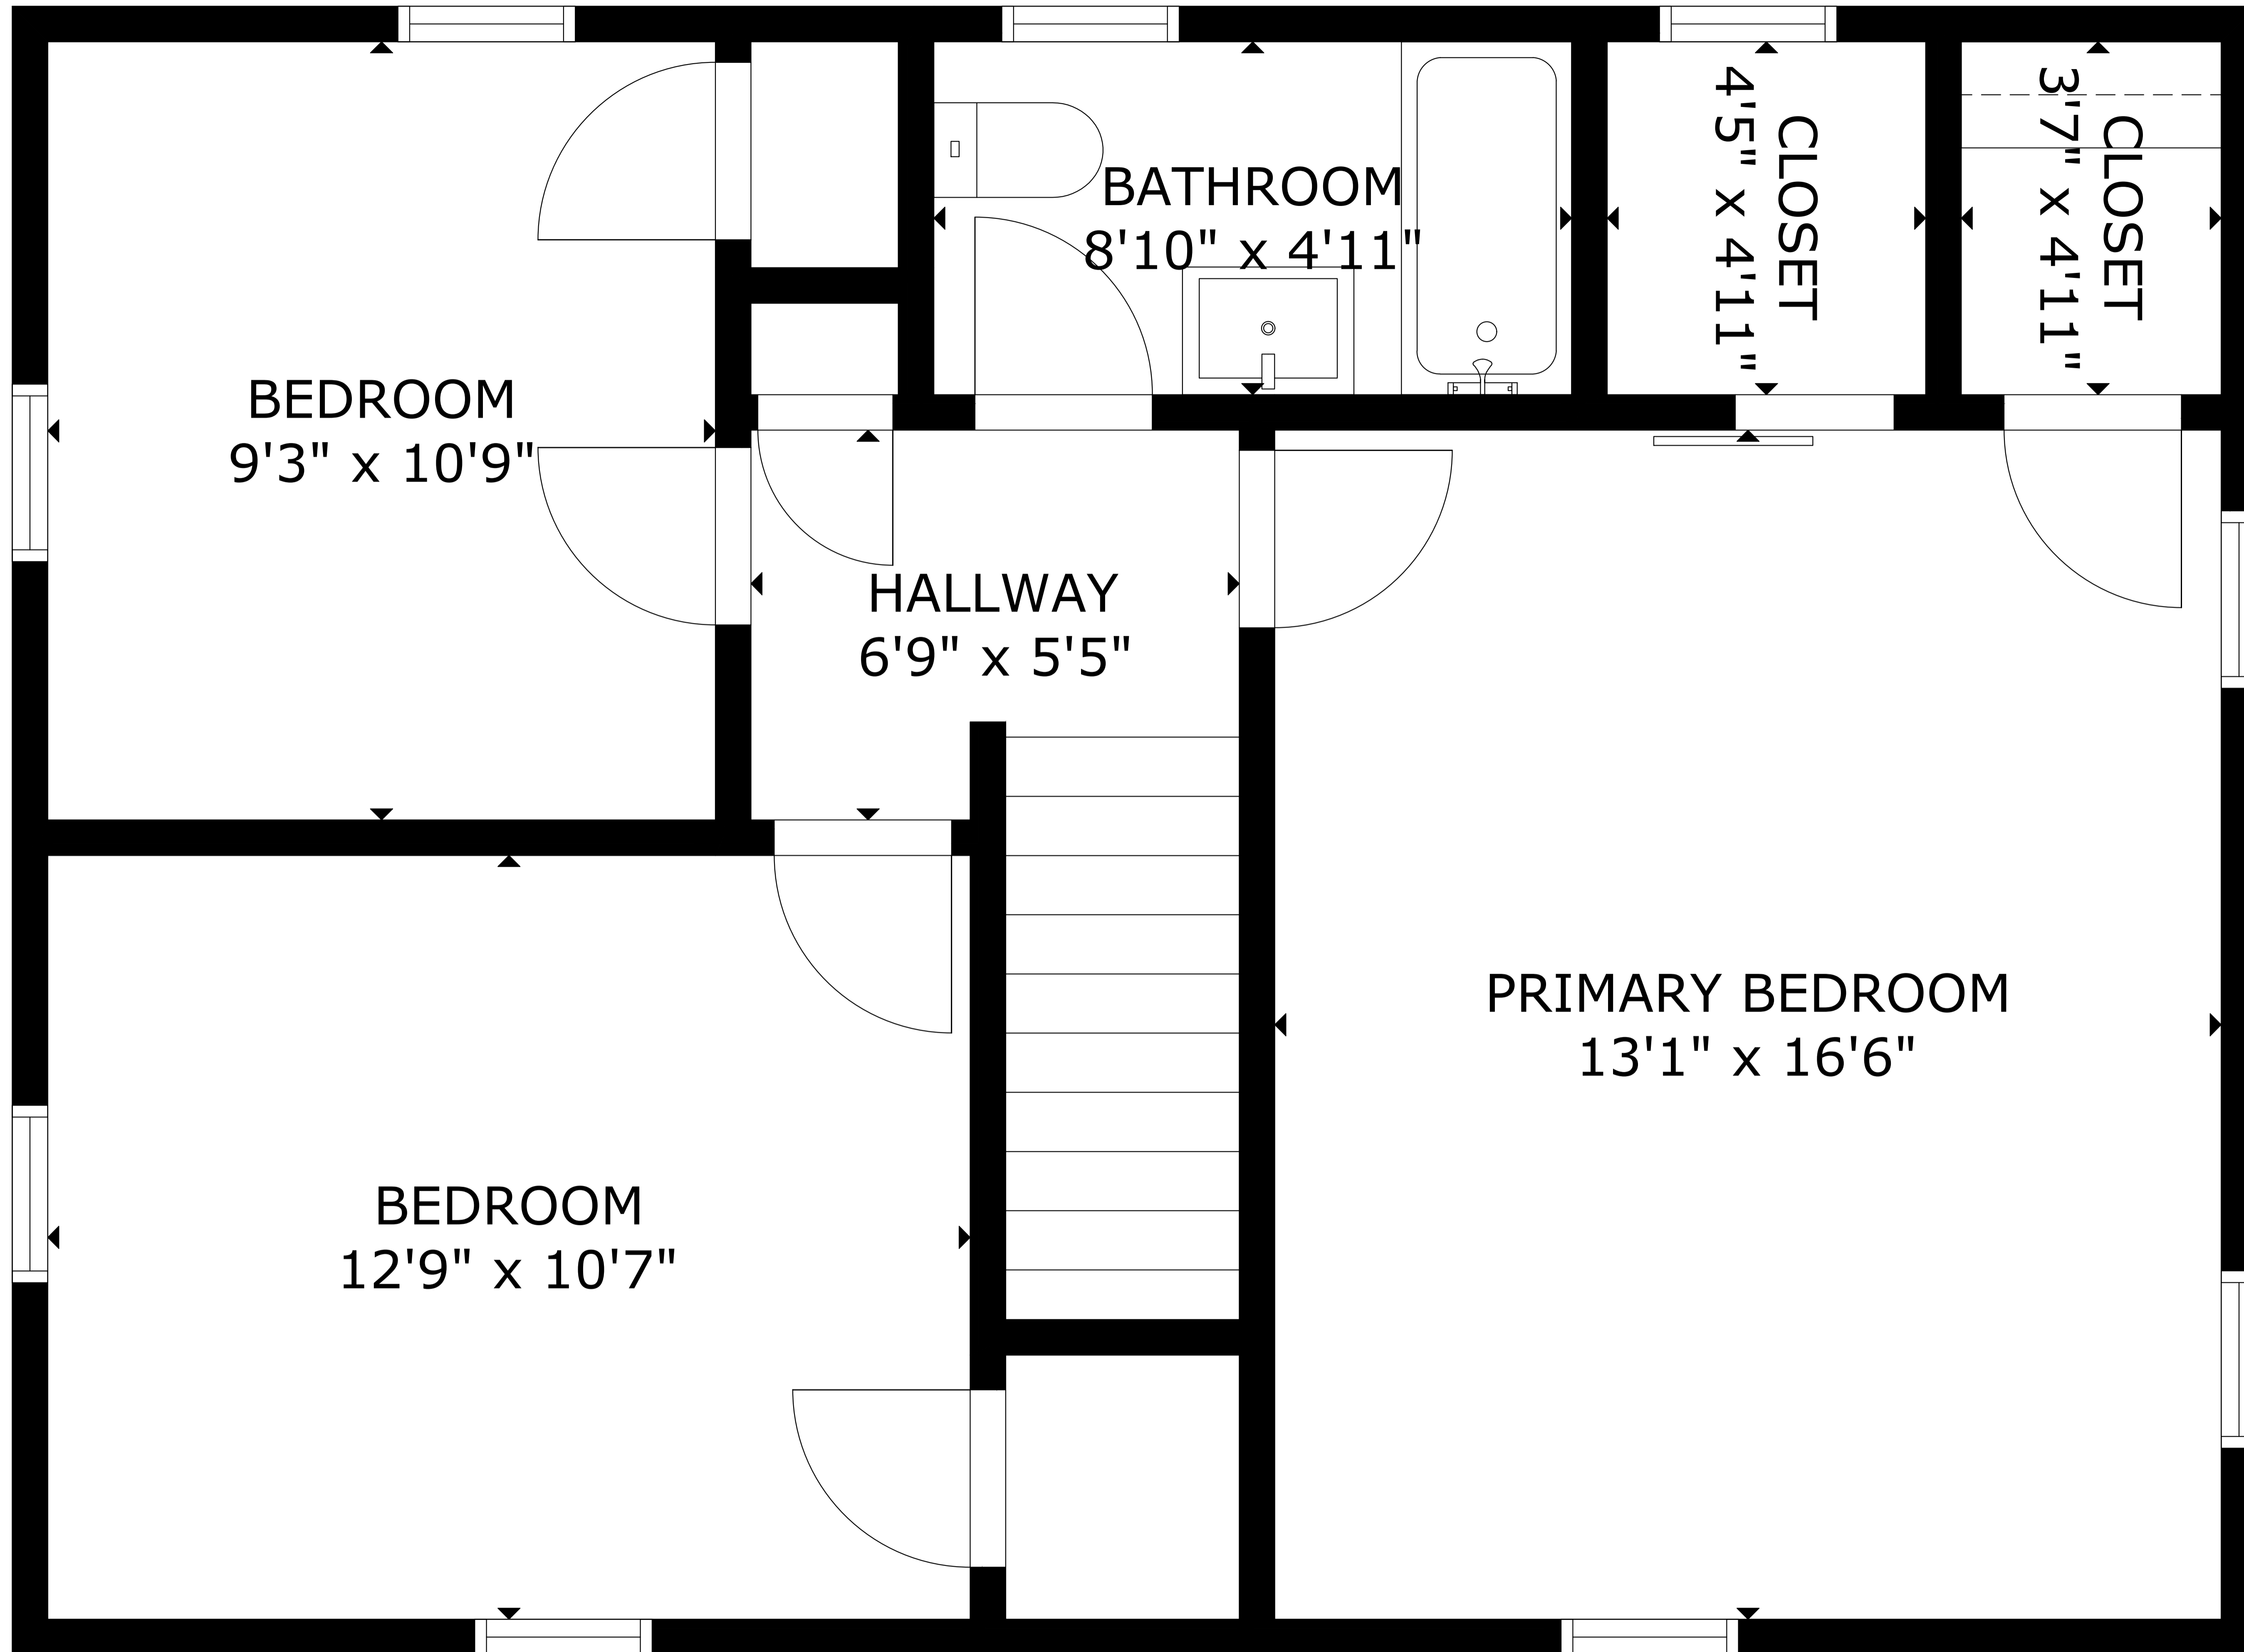 BATHROOM
8'10" x 4'11"
CLOSET
4'5" x 4'11"
CLOSET
3'7" x 4'11"
BEDROOM
9'3" x 10'9"
HALLWAY
6'9" x 5'5"
PRIMARY BEDROOM
13'1" x 16'6"
BEDROOM
12'9" x 10'7"